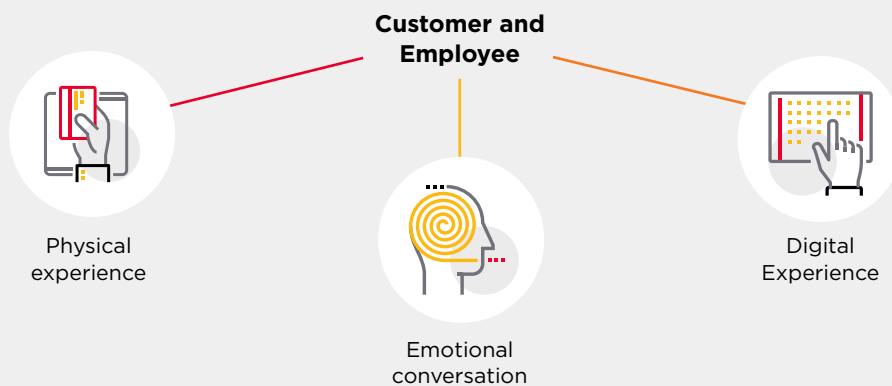 Customer and
Employee
Physical
experience
Emotional
conversation
Digital
Experience